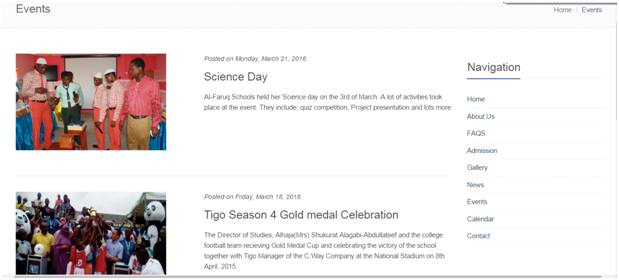 Events
Home / Events
Posted on Monday, March 21, 2016
Science Day
Al-Faruq Schools held her Science day on the 3rd of March. A lot of activities took
place at the event. They include: quiz competition, Project presentation and lots more
Posted on Friday, March 18, 2016
Tigo Season 4 Gold medal Celebration
The Director of Studies, Alhaja(Mrs) Shukurat Alagabi-Abdullateef and the college
football team recieving Gold Medal Cup and celebrating the victory of the school
together with Tigo Manager of the C Way Company at the National Stadium on 8th
April, 2015.
Navigation
Home
About Us
FAQS
Admission
Gallery
News
Events
Calendar
Contact